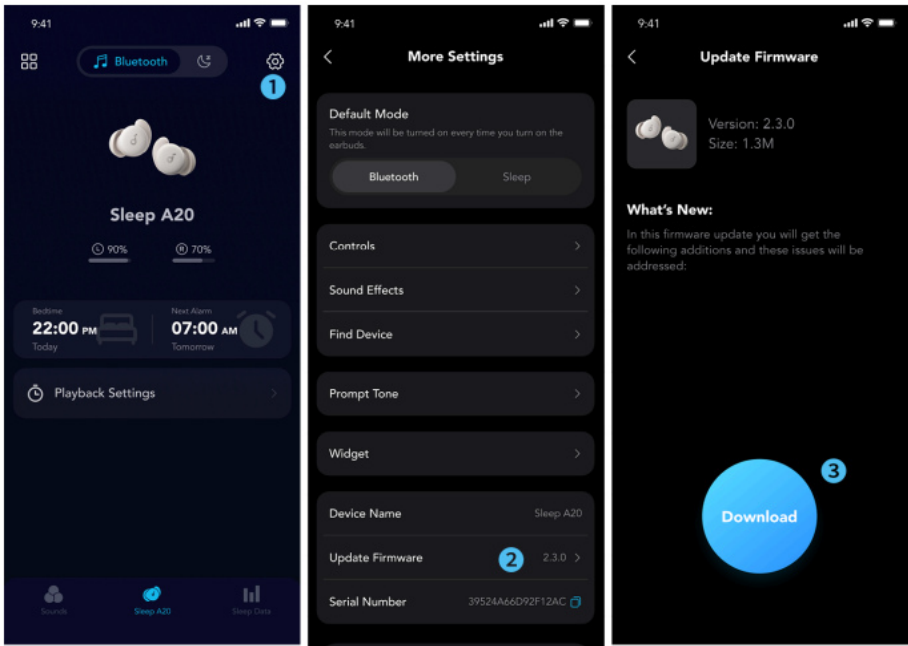 9:41
Bluetooth
1
Sleep A20
L 90%
R 70%
Bedtime
22:00 PM
Today
Next Alarm
07:00 AM
Tomorrow
Playback Settings
Sounds
Sleep A20
Sleep Data
9:41
More Settings
Default Mode
This mode will be turned on every time you turn on the
earbuds.
Bluetooth
Sleep
Controls
Sound Effects
Find Device
Prompt Tone
Widget
Device Name
Sleep A20
Update Firmware
2
2.3.0
Serial Number
39524A66D92F12AC
9:41
Update Firmware
Version: 2.3.0
Size: 1.3M
What's New:
In this firmware update you will get the
following additions and these issues will be
addressed:
3
Download